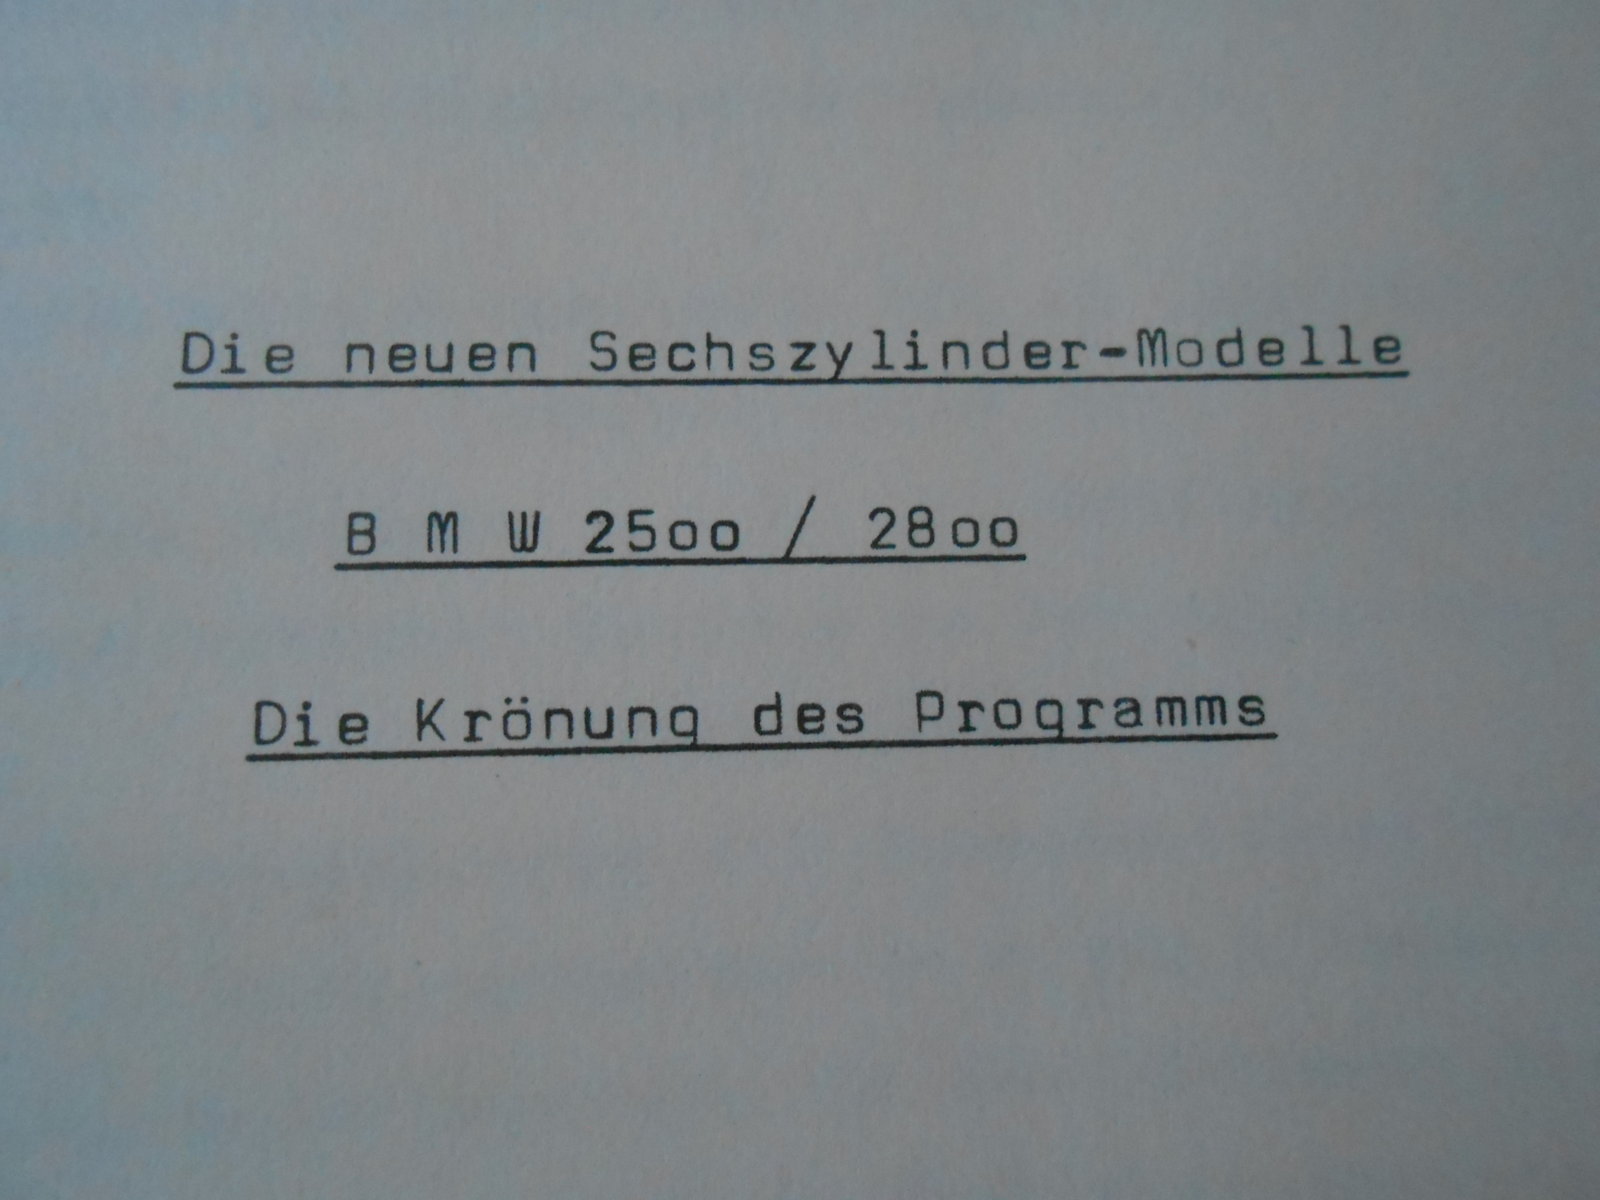 Die neuen Sechszylinder-Modelle
B M W 25oo / 28oo
Die Krönung des Programms